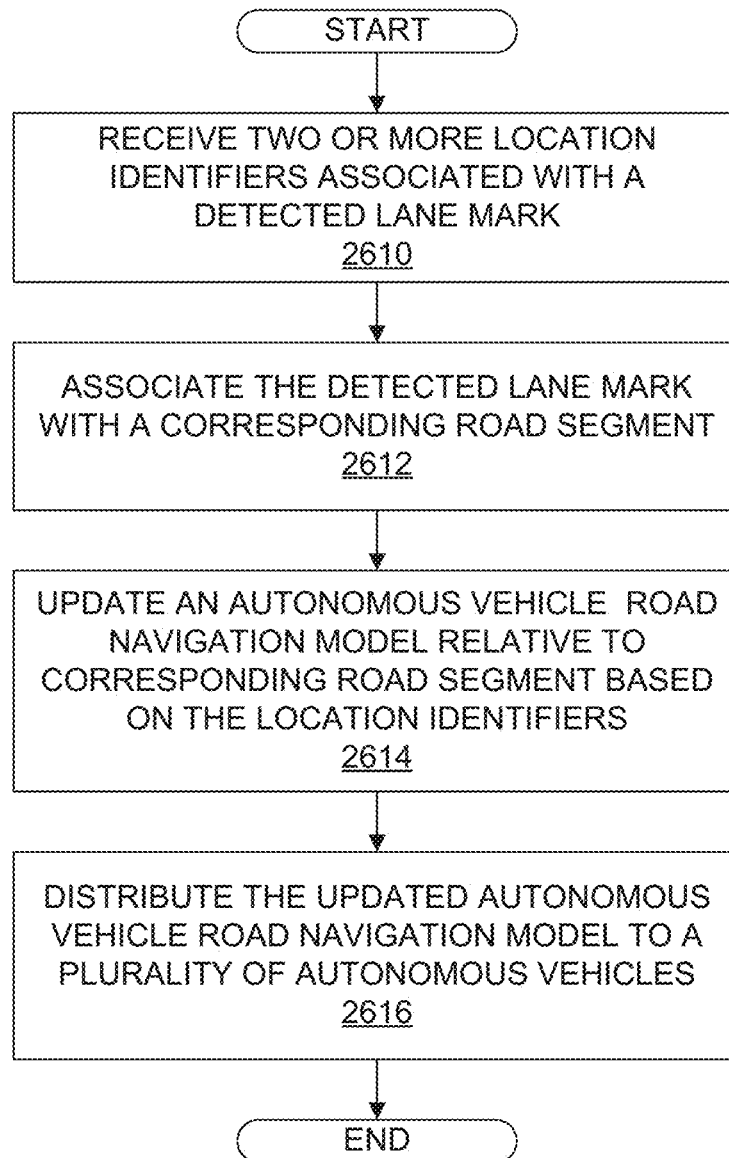 START
RECEIVE TWO OR MORE LOCATION
IDENTIFIERS ASSOCIATED WITH A
DETECTED LANE MARK
2610
ASSOCIATE THE DETECTED LANE MARK
WITH A CORRESPONDING ROAD SEGMENT
2612
UPDATE AN AUTONOMOUS VEHICLE ROAD
NAVIGATION MODEL RELATIVE TO
CORRESPONDING ROAD SEGMENT BASED
ON THE LOCATION IDENTIFIERS
2614
DISTRIBUTE THE UPDATED AUTONOMOUS
VEHICLE ROAD NAVIGATION MODEL TO A
PLURALITY OF AUTONOMOUS VEHICLES
2616
END